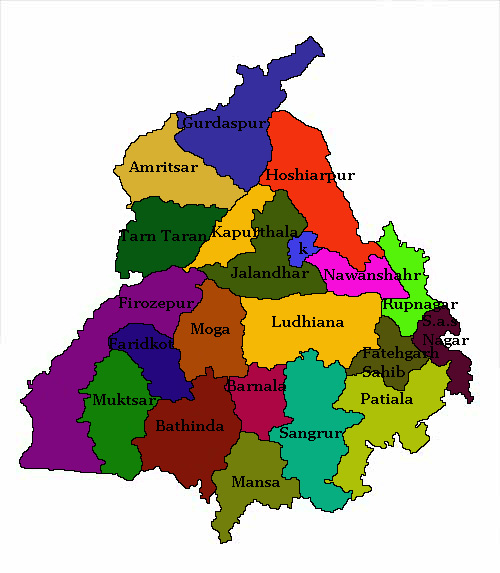 Gurdaspur
Amritsar
Hoshiarpur
Tarn Taran
Kapurthala
k
Jalandhar
Nawanshahr
Firozepur
Rupnagar
Moga
Ludhiana
S.a.s
Nagar
Faridkot
Fatehgarh
Sahib
Muktsar
Barnala
Patiala
Bathinda
Sangrur
Mansa